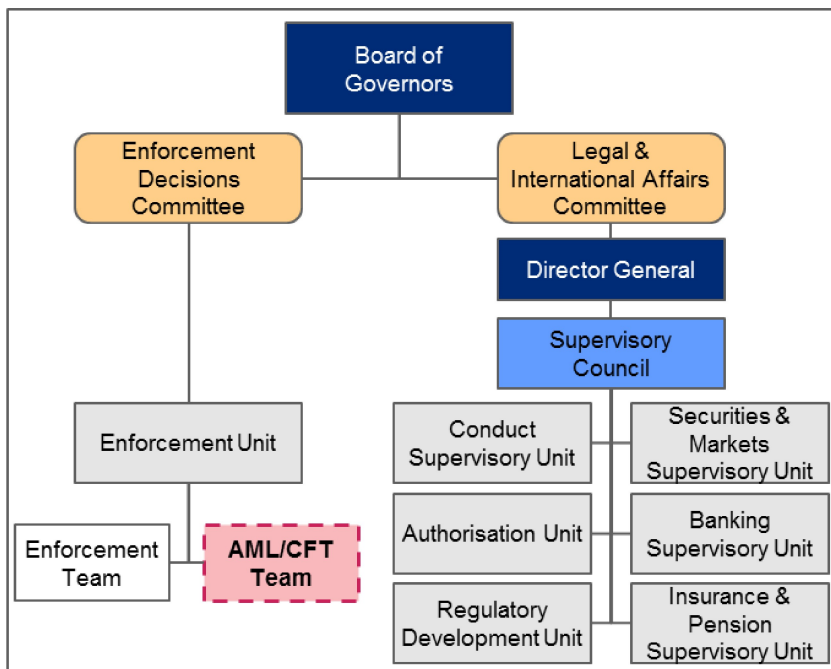 Board of
Governors
Enforcement
Decisions
Committee
Legal &
International Affairs
Committee
Director General
Supervisory
Council
Enforcement Unit
Conduct
Supervisory Unit
Securities &
Markets
Supervisory Unit
Enforcement
Team
AML/CFT
Team
Authorisation Unit
Banking
Supervisory Unit
Regulatory
Development Unit
Insurance &
Pension
Supervisory Unit